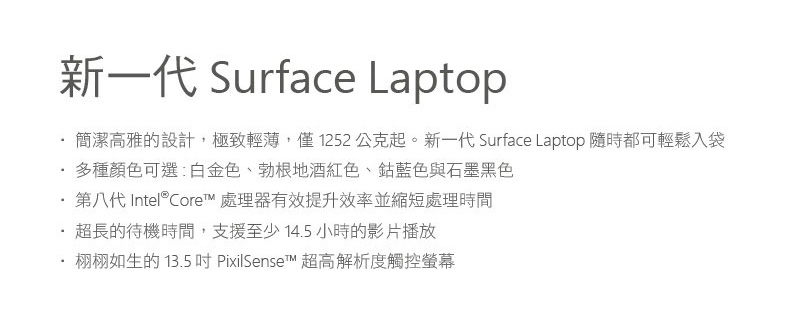 新一代 Surface Laptop
· 簡潔高雅的設計，極致輕薄，僅 1252 公克起。新一代 Surface Laptop 隨時都可輕鬆入袋
· 多種顏色可選 : 白金色、勃根地酒紅色、鈷藍色與石墨黑色
· 第八代 Intel®Core™ 處理器有效提升效率並縮短處理時間
· 超長的待機時間，支援至少 14.5 小時的影片播放
· 栩栩如生的 13.5 吋 PixilSense™ 超高解析度觸控螢幕